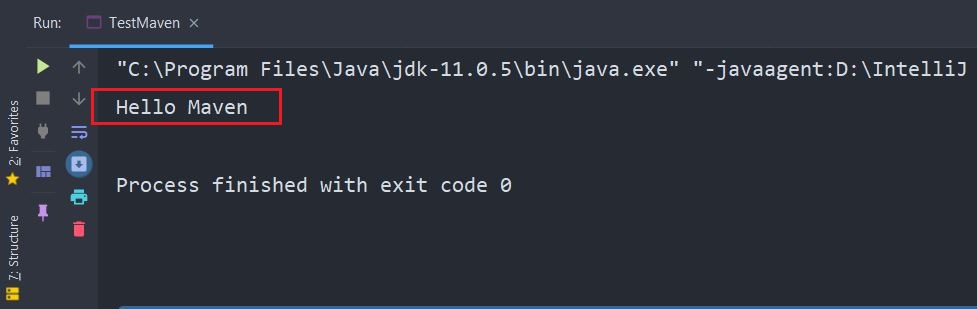 Run: TestMaven
"C:\Program Files\Java\jdk-11.0.5\bin\java.exe" "-javaagent:D:\IntelliJ
Hello Maven
Process finished with exit code 0
2: Favorites
7: Structure